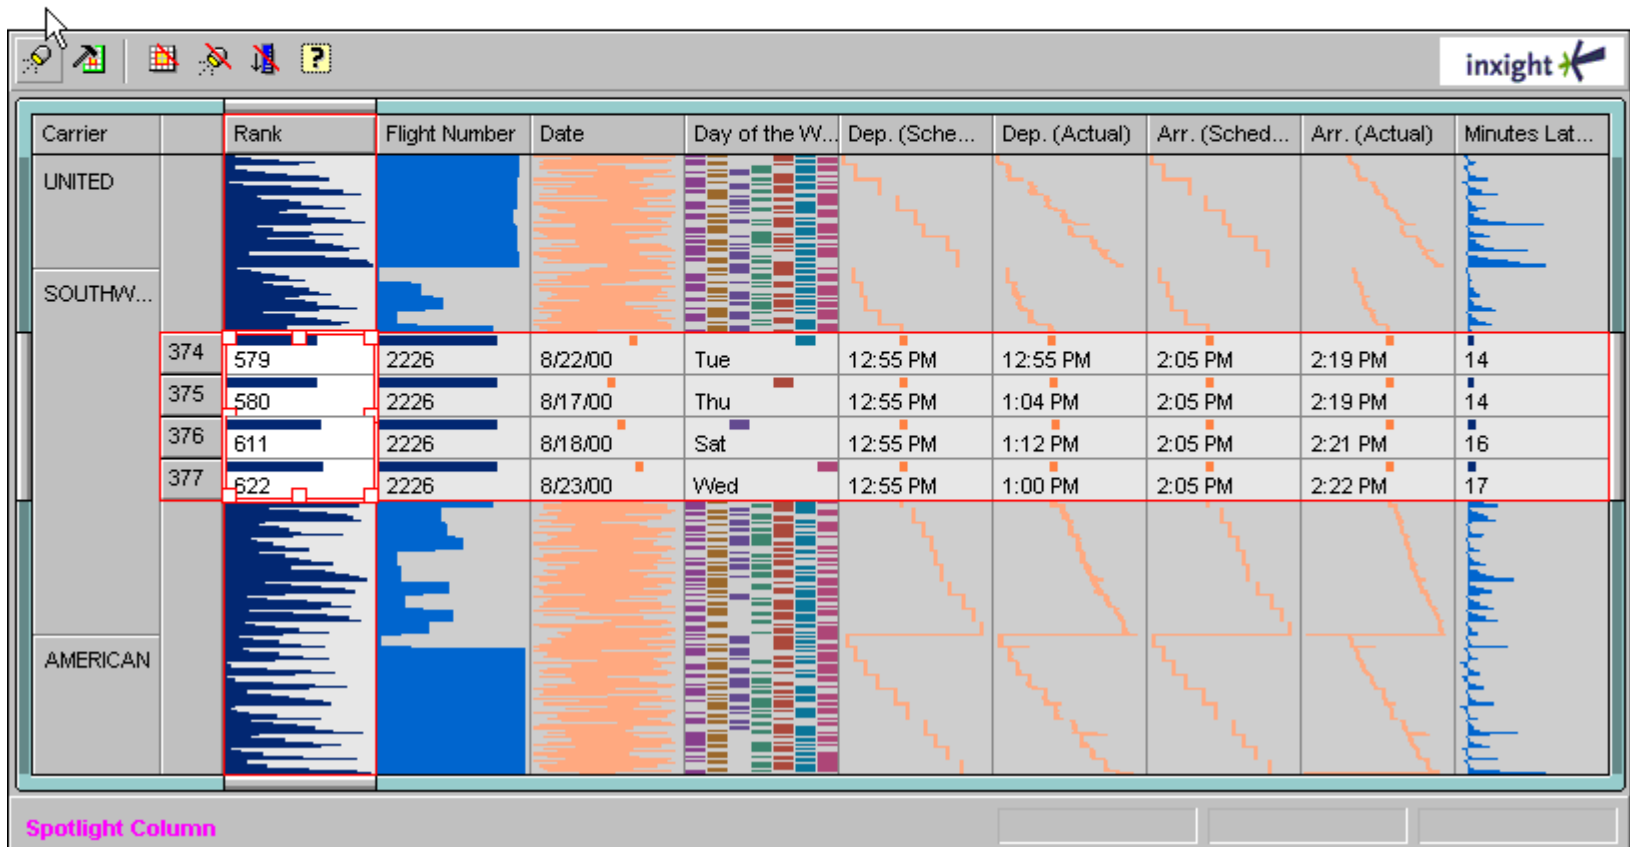 inxight
Carrier Rank Flight Number Date Day of the W... Dep. (Sche... Dep. (Actual) Arr. (Sched... Arr. (Actual) Minutes Lat...
UNITED
SOUTHW...
374 579 2226 8/22/00 Tue 12:55 PM 12:55 PM 2:05 PM 2:19 PM 14
375 580 2226 8/17/00 Thu 12:55 PM 1:04 PM 2:05 PM 2:19 PM 14
376 611 2226 8/18/00 Sat 12:55 PM 1:12 PM 2:05 PM 2:21 PM 16
377 622 2226 8/23/00 Wed 12:55 PM 1:00 PM 2:05 PM 2:22 PM 17
AMERICAN
Spotlight Column